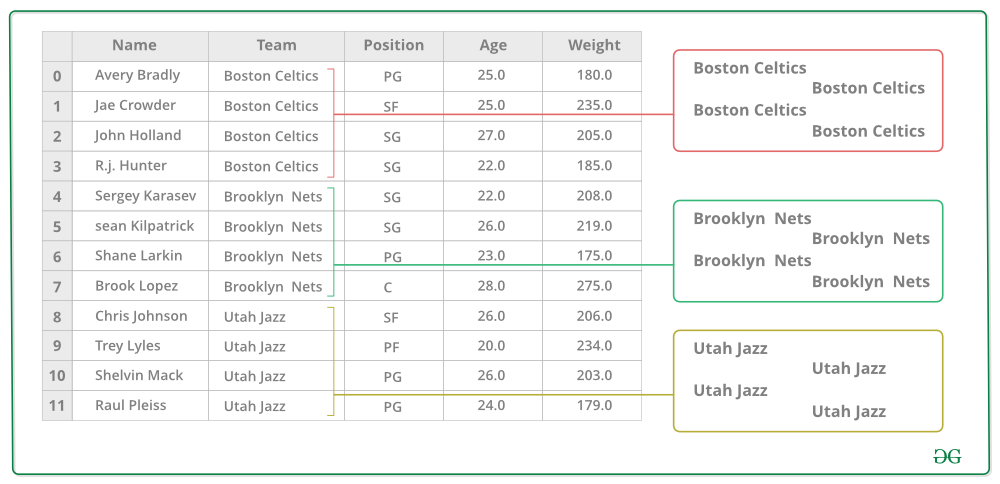 Name Team Position Age Weight
0 Avery Bradly Boston Celtics PG 25.0 180.0
1 Jae Crowder Boston Celtics SF 25.0 235.0
2 John Holland Boston Celtics SG 27.0 205.0
3 R.j. Hunter Boston Celtics SG 22.0 185.0
4 Sergey Karasev Brooklyn Nets SG 22.0 208.0
5 sean Kilpatrick Brooklyn Nets SG 26.0 219.0
6 Shane Larkin Brooklyn Nets PG 23.0 175.0
7 Brook Lopez Brooklyn Nets C 28.0 275.0
8 Chris Johnson Utah Jazz SF 26.0 206.0
9 Trey Lyles Utah Jazz PF 20.0 234.0
10 Shelvin Mack Utah Jazz PG 26.0 203.0
11 Raul Pleiss Utah Jazz PG 24.0 179.0
Boston Celtics
Boston Celtics
Boston Celtics
Boston Celtics
Brooklyn Nets
Brooklyn Nets
Brooklyn Nets
Brooklyn Nets
Utah Jazz
Utah Jazz
Utah Jazz
Utah Jazz